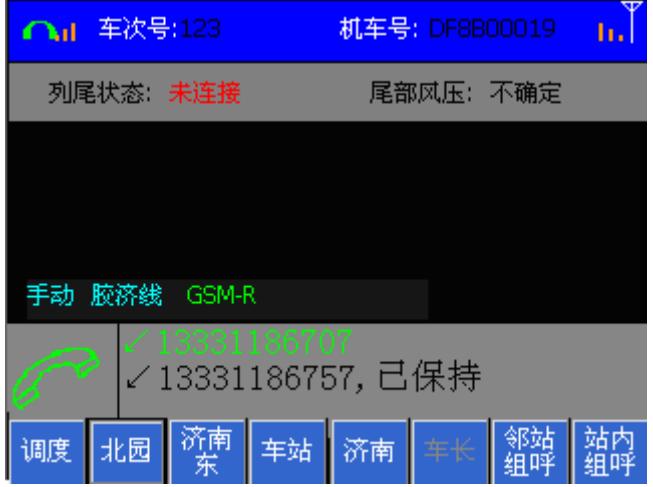 车次号:123 机车号: DF8B00019
列尾状态: 未连接 尾部风压: 不确定
手动 胶济线 GSM-R
↙ 13331186707
↙ 13331186757, 已保持
调度 北园 济南东 车站 济南 车长 邻站组呼 站内组呼